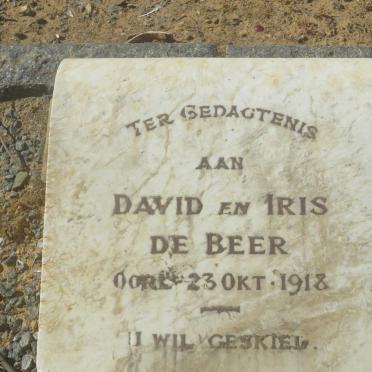 TER GEDAGTENIS
AAN
DAVID EN IRIS
DE BEER
OORL. 23 OKT. 1918
U WIL GESKIED.